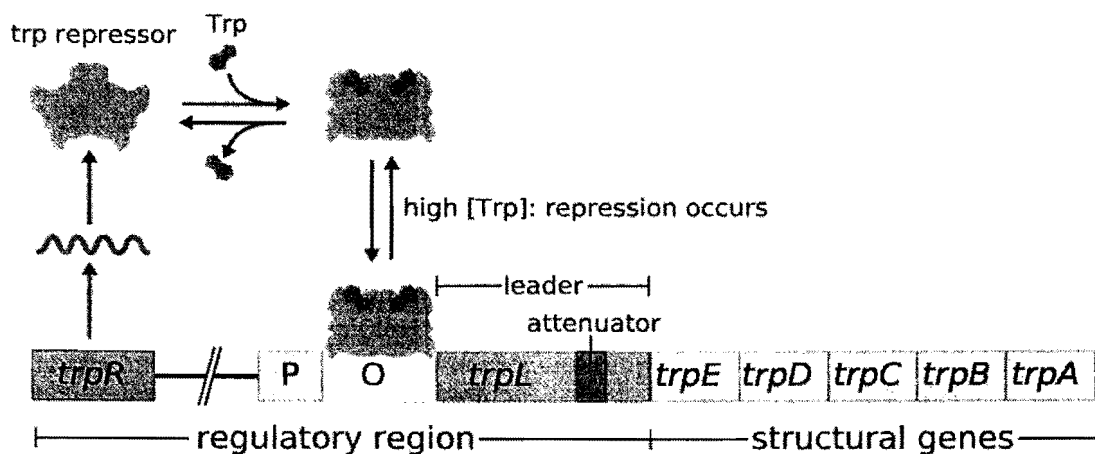 Trp
trp repressor
high [Trp]: repression occurs
leader
attenuator
trpR P O trpL trpE trpD trpC trpB trpA
regulatory region structural genes